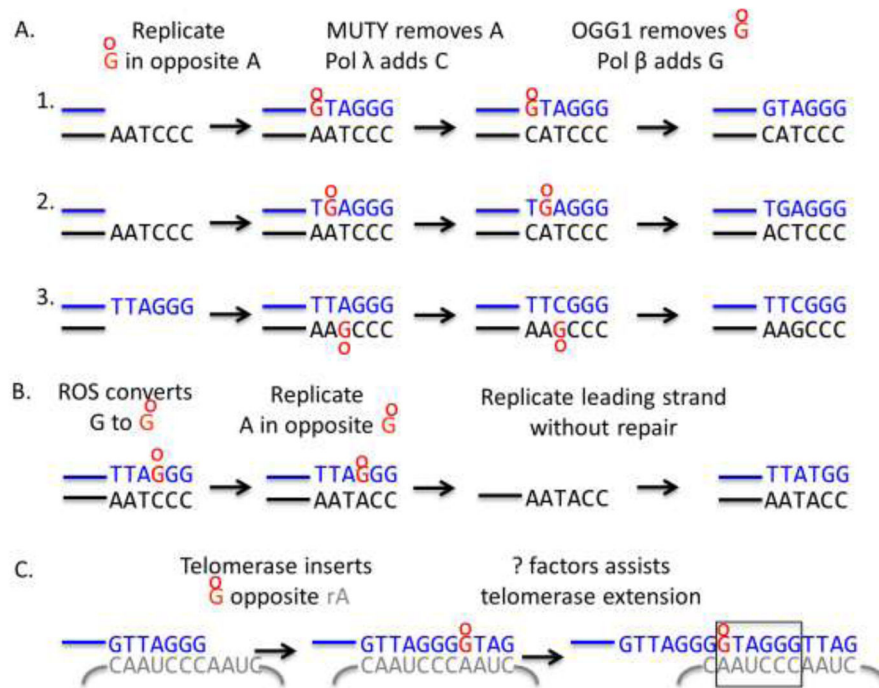 A. Replicate MUTY removes A OGG1 removes G
o o
G in opposite A Pol λ adds C Pol β adds G
o o
1. GTAGGG GTAGGG GTAGGG
AATCCC AATCCC CATCCC CATCCC
o o
2. TGAGGG TGAGGG TGAGGG
AATCCC AATCCC CATCCC ACTCCC
3. TTAGGG TTAGGG TTCGGG TTCGGG
AAGCCC AAGCCC AAGCCC
o o
B. ROS converts Replicate Replicate leading strand
o o
G to G A in opposite G without repair
o o
TTAGGG TTAGGG TTATGG
AATCCC AATACC AATACC AATACC
C. Telomerase inserts ? factors assists
o
G opposite rA telomerase extension
o o
GTTAGGG GTTAGGGGTAG GTTAGGGGTAGGGTTAG
CAAUCCCAAUC CAAUCCCAAUC CAAUCCCAAUC